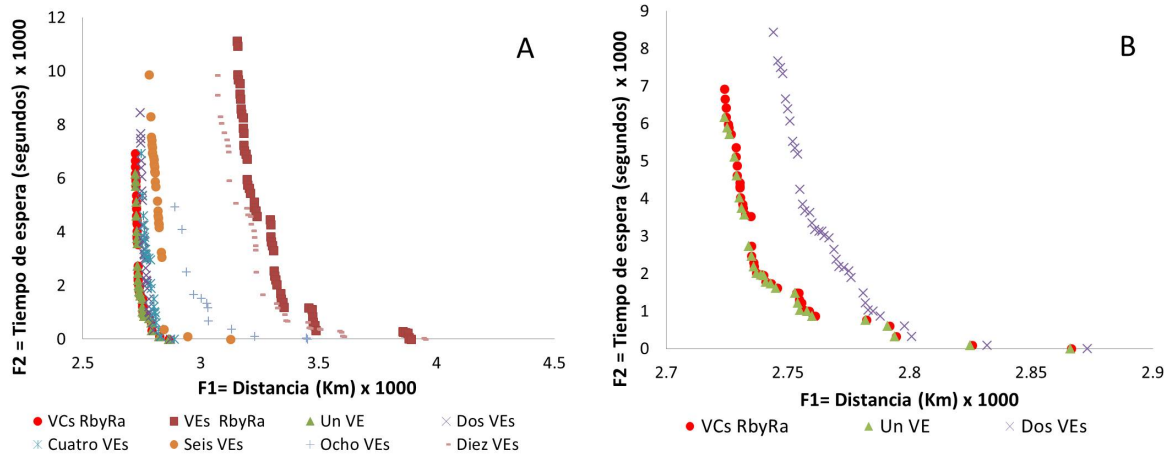 A
F2 = Tiempo de espera (segundos) x 1000
12
10
8
6
4
2
0
2.5 3 3.5 4 4.5
F1= Distancia (Km) x 1000
VCs RbyRa VEs RbyRa Un VE Dos VEs
Cuatro VEs Seis VEs Ocho VEs Diez VEs
B
F2 = Tiempo de espera (segundos) x 1000
9
8
7
6
5
4
3
2
1
0
2.7 2.75 2.8 2.85 2.9
F1= Distancia (Km) x 1000
VCs RbyRa Un VE Dos VEs